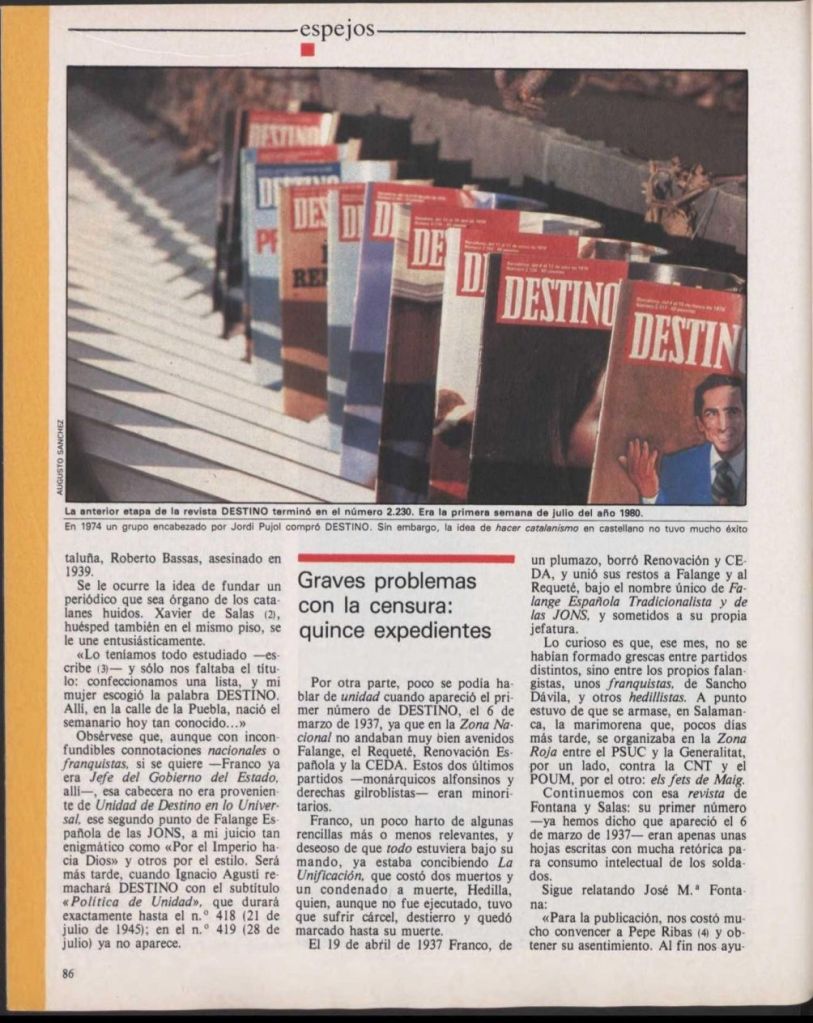 espejos
DESTINO
DESTINO
DES
DE
D
DE
D
DESTINO
DESTIN
AUGUSTO SANCHEZ
La anterior etapa de la revista DESTINO terminó en el número 2.230. Era la primera semana de julio del año 1980.
En 1974 un grupo encabezado por Jordi Pujol compró DESTINO. Sin embargo, la idea de hacer catalanismo en castellano no tuvo mucho éxito
taluña, Roberto Bassas, asesinado en
1939.
Se le ocurre la idea de fundar un
periódico que sea órgano de los cata-
lanes huidos. Xavier de Salas (2),
huésped también en el mismo piso, se
le une entusiásticamente.
«Lo teníamos todo estudiado —es-
cribe (3)— y sólo nos faltaba el títu-
lo: confeccionamos una lista, y mi
mujer escogió la palabra DESTINO.
Allí, en la calle de la Puebla, nació el
semanario hoy tan conocido...»
Obsérvese que, aunque con incon-
fundibles connotaciones nacionales o
franquistas, si se quiere —Franco ya
era Jefe del Gobierno del Estado,
allí—, esa cabecera no era provenien-
te de Unidad de Destino en lo Univer-
sal, ese segundo punto de Falange Es-
pañola de las JONS, a mi juicio tan
enigmático como «Por el Imperio ha-
cia Dios» y otros por el estilo. Será
más tarde, cuando Ignacio Agustí re-
machará DESTINO con el subtítulo
«Política de Unidad», que durará
exactamente hasta el n.º 418 (21 de
julio de 1945); en el n.º 419 (28 de
julio) ya no aparece.
Graves problemas
con la censura:
quince expedientes
Por otra parte, poco se podía ha-
blar de unidad cuando apareció el pri-
mer número de DESTINO, el 6 de
marzo de 1937, ya que en la Zona Na-
cional no andaban muy bien avenidos
Falange, el Requeté, Renovación Es-
pañola y la CEDA. Estos dos últimos
partidos —monárquicos alfonsinos y
derechas gilroblistas— eran minori-
tarios.
Franco, un poco harto de algunas
rencillas más o menos relevantes, y
deseoso de que todo estuviera bajo su
mando, ya estaba concibiendo La
Unificación, que costó dos muertos y
un condenado a muerte, Hedilla,
quien, aunque no fue ejecutado, tuvo
que sufrir cárcel, destierro y quedó
marcado hasta su muerte.
El 19 de abril de 1937 Franco, de
un plumazo, borró Renovación y CE-
DA, y unió sus restos a Falange y al
Requeté, bajo el nombre único de Fa-
lange Española Tradicionalista y de
las JONS, y sometidos a su propia
jefatura.
Lo curioso es que, ese mes, no se
habían formado grescas entre partidos
distintos, sino entre los propios falan-
gistas, unos franquistas, de Sancho
Dávila, y otros hedillistas. A punto
estuvo de que se armase, en Salaman-
ca, la marimorena que, pocos días
más tarde, se organizaba en la Zona
Roja entre el PSUC y la Generalitat,
por un lado, contra la CNT y el
POUM, por el otro: els fets de Maig.
Continuemos con esa revista de
Fontana y Salas: su primer número
—ya hemos dicho que apareció el 6
de marzo de 1937— eran apenas unas
hojas escritas con mucha retórica pa-
ra consumo intelectual de los solda-
dos.
Sigue relatando José M.ª Fonta-
na:
«Para la publicación, nos costó mu-
cho convencer a Pepe Ribas (4) y ob-
tener su asentimiento. Al fin nos ayu-
86